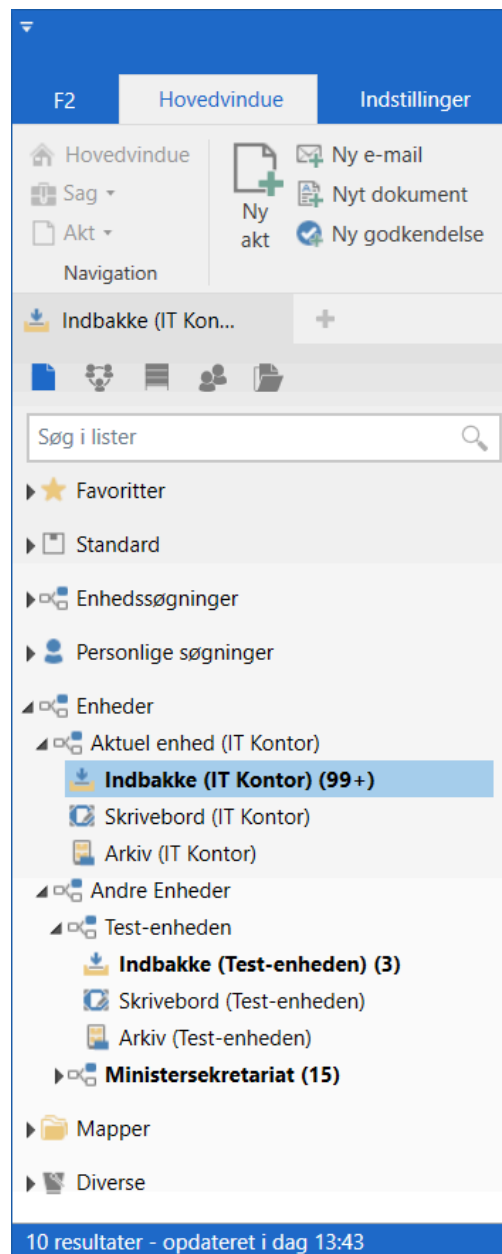 F2 Hovedvindue Indstillinger
Hovedvindue
Sag
Akt
Navigation
Ny
akt
Ny e-mail
Nyt dokument
Ny godkendelse
Indbakke (IT Kon...
Søg i lister
Favoritter
Standard
Enhedssøgninger
Personlige søgninger
Enheder
Aktuel enhed (IT Kontor)
Indbakke (IT Kontor) (99+)
Skrivebord (IT Kontor)
Arkiv (IT Kontor)
Andre Enheder
Test-enheden
Indbakke (Test-enheden) (3)
Skrivebord (Test-enheden)
Arkiv (Test-enheden)
Ministersekretariat (15)
Mapper
Diverse
10 resultater - opdateret i dag 13:43